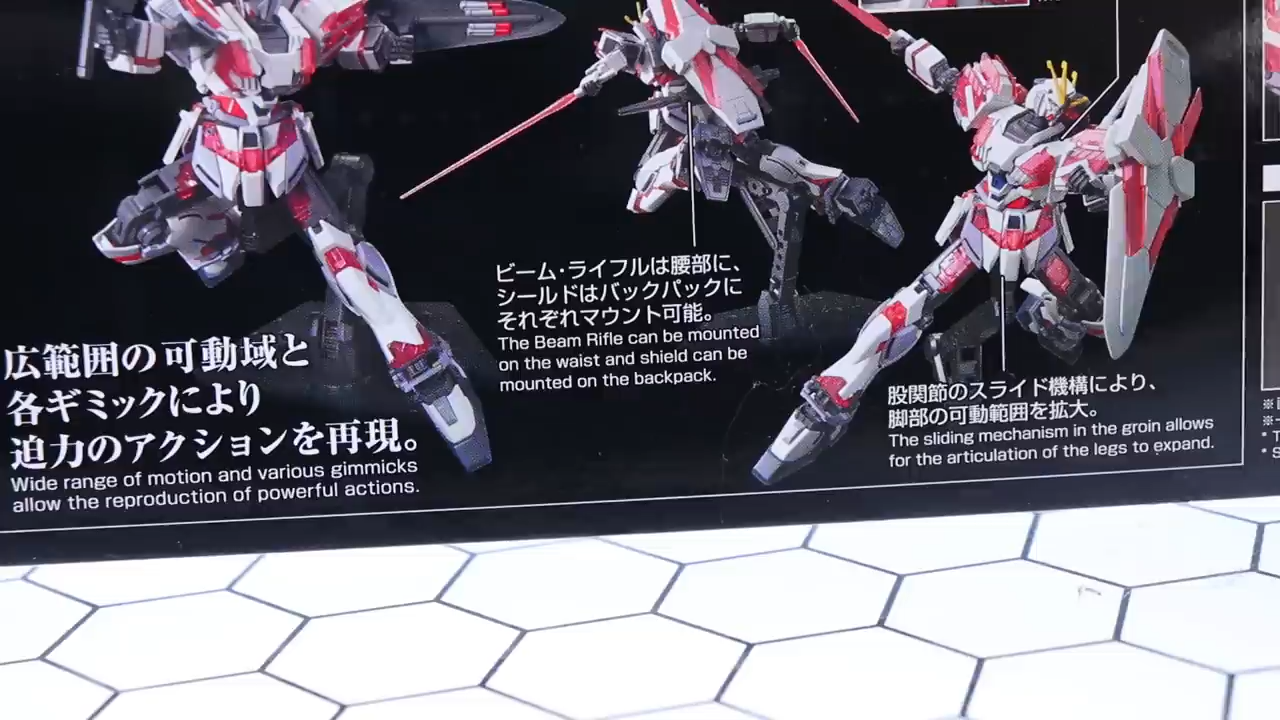 広範囲の可動域と
各ギミックにより
迫力のアクションを再現。
Wide range of motion and various gimmicks
allow the reproduction of powerful actions.
ビーム・ライフルは腰部に、
シールドはバックパックに
それぞれマウント可能。
The Beam Rifle can be mounted
on the waist and shield can be
mounted on the backpack.
股関節のスライド機構により、
脚部の可動範囲を拡大。
The sliding mechanism in the groin allows
for the articulation of the legs to expand.